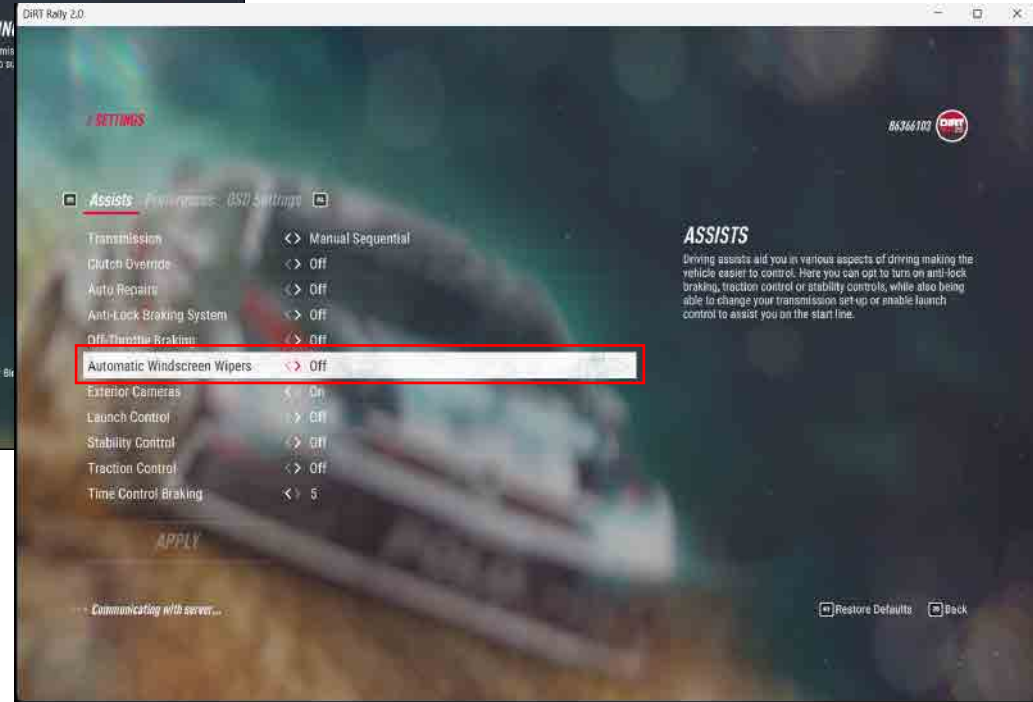 DiRT Rally 2.0
SETTINGS
86366103
DiRT
Assists Preferences OSD Settings
Transmission Manual Sequential
Clutch Override Off
Auto Repairs Off
Anti-Lock Braking System Off
Off-Throttle Braking Off
Automatic Windscreen Wipers Off
Exterior Cameras On
Launch Control Off
Stability Control Off
Traction Control Off
Time Control Braking 5
APPLY
ASSISTS
Driving assists aid you in various aspects of driving making the
vehicle easier to control. Here you can opt to turn on anti-lock
braking, traction control or stability controls, while also being
able to change your transmission set-up or enable launch
control to assist you on the start line.
Communicating with server...
Restore Defaults Back